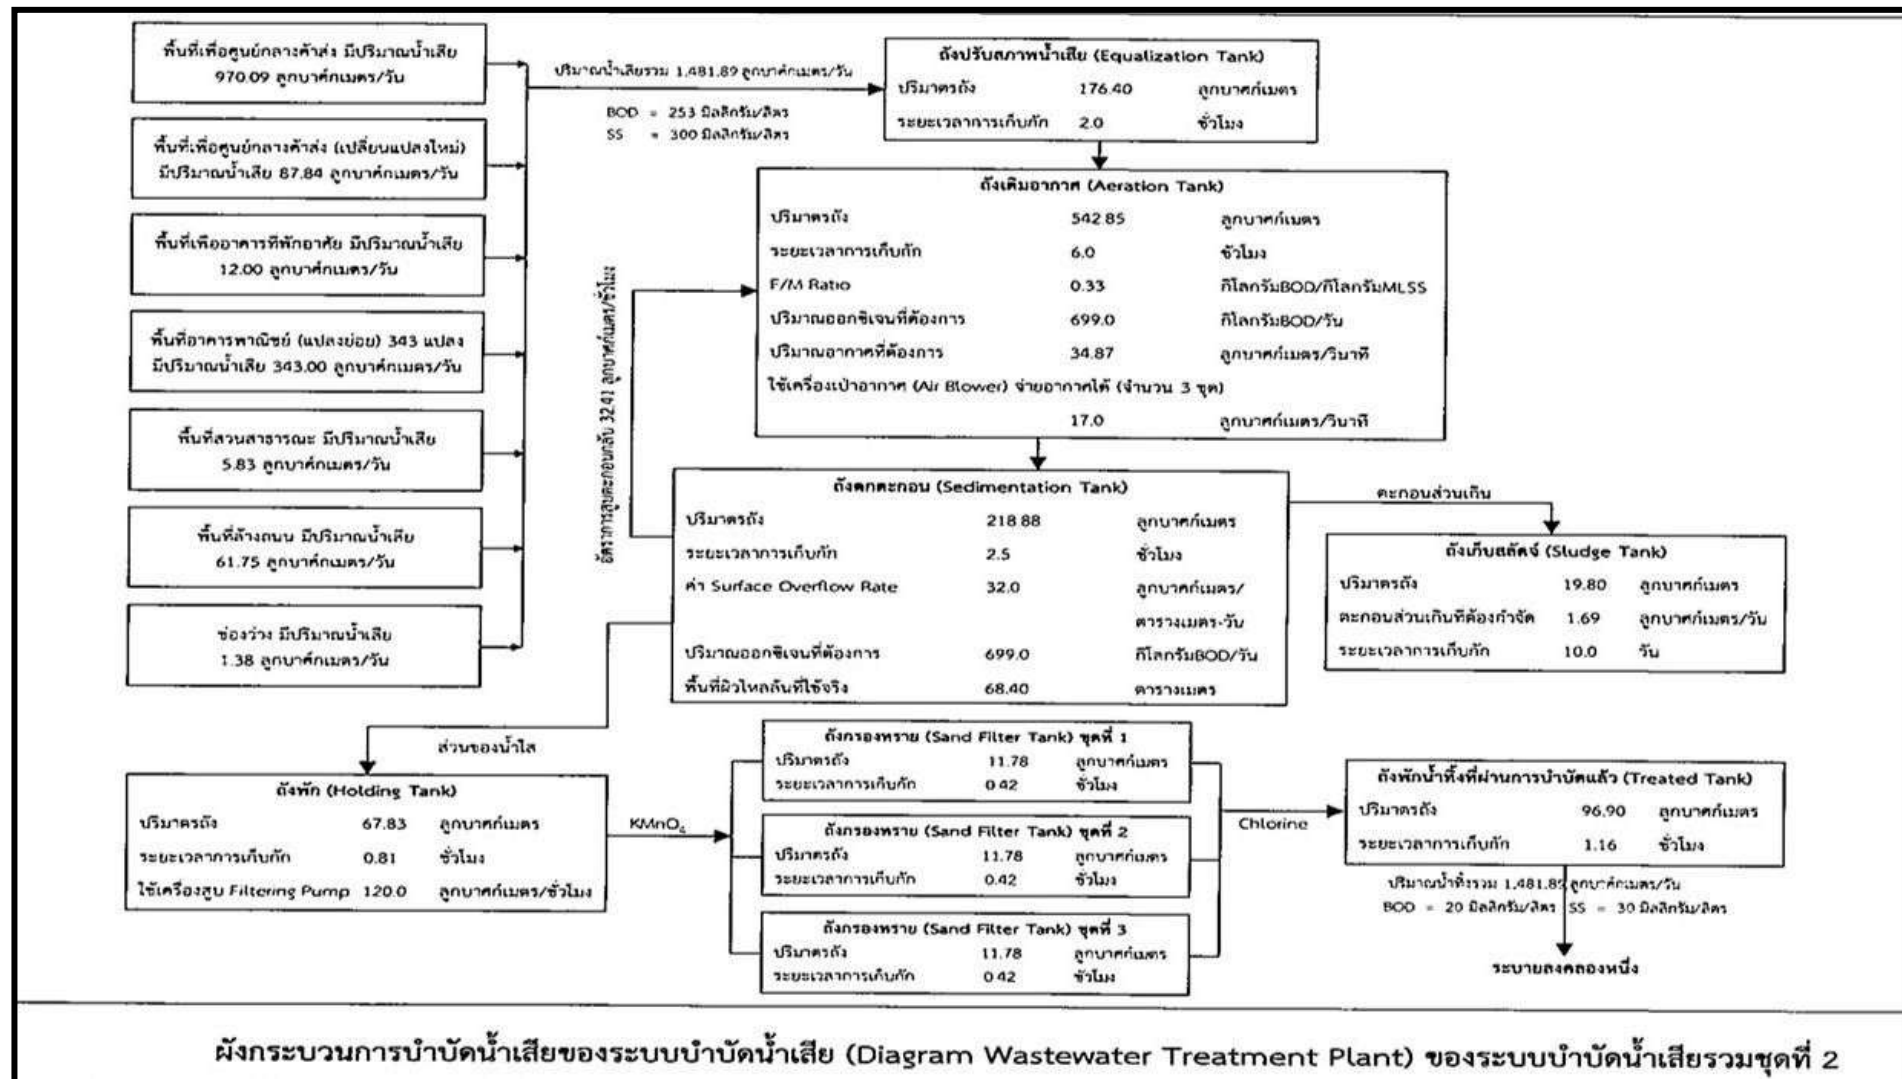 พื้นที่เพื่อศูนย์กลางค้าส่ง มีปริมาณน้ำเสีย
970.09 ลูกบาศ์กเมตร/วัน
พื้นที่เพื่อศูนย์กลางค้าส่ง (เปลี่ยนแปลงใหม่)
มีปริมาณน้ำเสีย 87.84 ลูกบาศ์กเมตร/วัน
พื้นที่เพื่ออาคารที่พักอาศัย มีปริมาณน้ำเสีย
12.00 ลูกบาศ์กเมตร/วัน
พื้นที่อาคารพาณิชย์ (แปลงย่อย) 343 แปลง
มีปริมาณน้ำเสีย 343.00 ลูกบาศ์กเมตร/วัน
พื้นที่สวนสาธารณะ มีปริมาณน้ำเสีย
5.83 ลูกบาศ์กเมตร/วัน
พื้นที่ล้างถนน มีปริมาณน้ำเสีย
61.75 ลูกบาศ์กเมตร/วัน
ช่องว่าง มีปริมาณน้ำเสีย
1.38 ลูกบาศ์กเมตร/วัน
ปริมาณน้ำเสียรวม 1,481.89 ลูกบาศ์กเมตร/วัน
BOD = 253 มิลลิกรัม/ลิตร
SS = 300 มิลลิกรัม/ลิตร
ถังปรับสภาพน้ำเสีย (Equalization Tank)
ปริมาตรถัง 176.40 ลูกบาศก์เมตร
ระยะเวลาการเก็บกัก 2.0 ชั่วโมง
ถังเติมอากาศ (Aeration Tank)
ปริมาตรถัง 542.85 ลูกบาศก์เมตร
ระยะเวลาการเก็บกัก 6.0 ชั่วโมง
F/M Ratio 0.33 กิโลกรัมBOD/กิโลกรัมMLSS
ปริมาณออกซิเจนที่ต้องการ 699.0 กิโลกรัมBOD/วัน
ปริมาณอากาศที่ต้องการ 34.87 ลูกบาศก์เมตร/วินาที
ใช้เครื่องเป่าอากาศ (Air Blower) จ่ายอากาศได้ (จำนวน 3 ชุด)
17.0 ลูกบาศก์เมตร/วินาที
อัตราการสูบตะกอนกลับ 32.41 ลูกบาศก์เมตร/ชั่วโมง
ถังตกตะกอน (Sedimentation Tank)
ปริมาตรถัง 218.88 ลูกบาศก์เมตร
ระยะเวลาการเก็บกัก 2.5 ชั่วโมง
ค่า Surface Overflow Rate 32.0 ลูกบาศก์เมตร/
ตารางเมตร-วัน
ปริมาณออกซิเจนที่ต้องการ 699.0 กิโลกรัมBOD/วัน
พื้นที่ผิวไหลล้นที่ใช้จริง 68.40 ตารางเมตร
ตะกอนส่วนเกิน
ถังเก็บสลัดจ์ (Sludge Tank)
ปริมาตรถัง 19.80 ลูกบาศก์เมตร
ตะกอนส่วนเกินที่ต้องกำจัด 1.69 ลูกบาศก์เมตร/วัน
ระยะเวลาการเก็บกัก 10.0 วัน
ส่วนของน้ำใส
ถังพัก (Holding Tank)
ปริมาตรถัง 67.83 ลูกบาศก์เมตร
ระยะเวลาการเก็บกัก 0.81 ชั่วโมง
ใช้เครื่องสูบ Filtering Pump 120.0 ลูกบาศก์เมตร/ชั่วโมง
KMnO4
ถังกรองทราย (Sand Filter Tank) ชุดที่ 1
ปริมาตรถัง 11.78 ลูกบาศก์เมตร
ระยะเวลาการเก็บกัก 0.42 ชั่วโมง
ถังกรองทราย (Sand Filter Tank) ชุดที่ 2
ปริมาตรถัง 11.78 ลูกบาศก์เมตร
ระยะเวลาการเก็บกัก 0.42 ชั่วโมง
ถังกรองทราย (Sand Filter Tank) ชุดที่ 3
ปริมาตรถัง 11.78 ลูกบาศก์เมตร
ระยะเวลาการเก็บกัก 0.42 ชั่วโมง
Chlorine
ถังพักน้ำทิ้งที่ผ่านการบำบัดแล้ว (Treated Tank)
ปริมาตรถัง 96.90 ลูกบาศก์เมตร
ระยะเวลาการเก็บกัก 1.16 ชั่วโมง
ปริมาณน้ำทิ้งรวม 1,481.89 ลูกบาศ์กเมตร/วัน
BOD = 20 มิลลิกรัม/ลิตร SS = 30 มิลลิกรัม/ลิตร
ระบายลงคลองหนึ่ง
ผังกระบวนการบำบัดน้ำเสียของระบบบำบัดน้ำเสีย (Diagram Wastewater Treatment Plant) ของระบบบำบัดน้ำเสียรวมชุดที่ 2